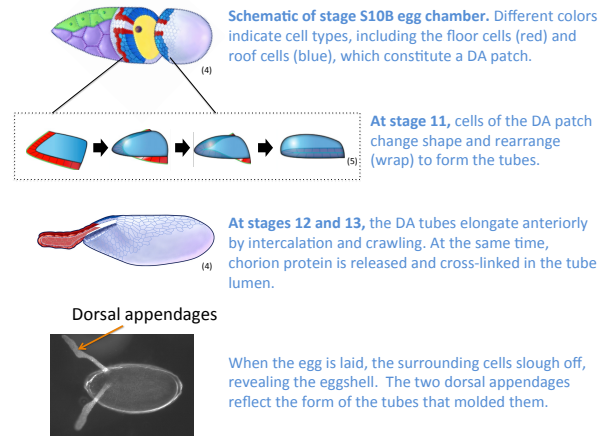 Schematic of stage S10B egg chamber. Different colors
indicate cell types, including the floor cells (red) and
roof cells (blue), which constitute a DA patch.
(4)
At stage 11, cells of the DA patch
change shape and rearrange
(wrap) to form the tubes.
(5)
At stages 12 and 13, the DA tubes elongate anteriorly
by intercalation and crawling. At the same time,
chorion protein is released and cross-linked in the tube
lumen.
(4)
Dorsal appendages
When the egg is laid, the surrounding cells slough off,
revealing the eggshell. The two dorsal appendages
reflect the form of the tubes that molded them.